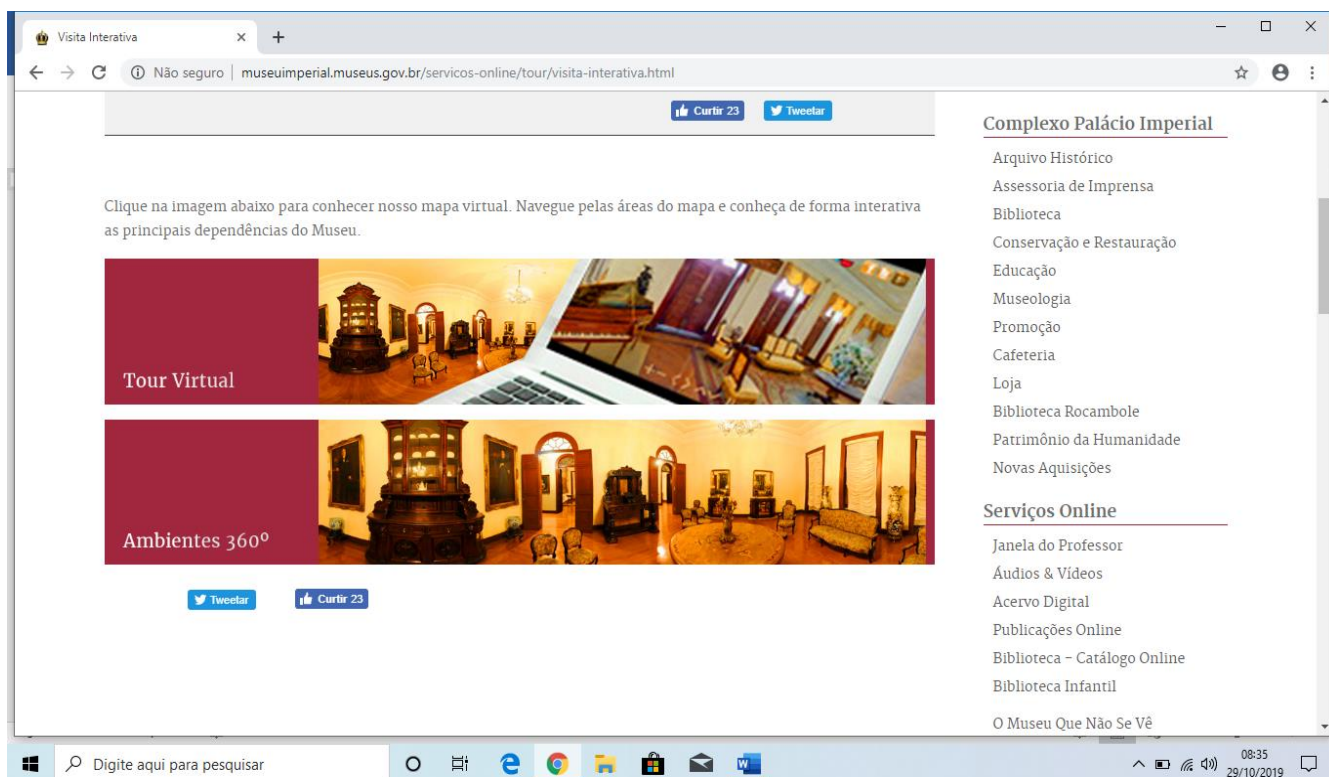 Visita Interativa
Não seguro | museuimperial.museus.gov.br/servicos-online/tour/visita-interativa.html
Curtir 23
Tweetar
Clique na imagem abaixo para conhecer nosso mapa virtual. Navegue pelas áreas do mapa e conheça de forma interativa
as principais dependências do Museu.
Tour Virtual
Ambientes 360º
Tweetar
Curtir 23
Complexo Palácio Imperial
Arquivo Histórico
Assessoria de Imprensa
Biblioteca
Conservação e Restauração
Educação
Museologia
Promoção
Cafeteria
Loja
Biblioteca Rocambole
Patrimônio da Humanidade
Novas Aquisições
Serviços Online
Janela do Professor
Áudios & Vídeos
Acervo Digital
Publicações Online
Biblioteca – Catálogo Online
Biblioteca Infantil
O Museu Que Não Se Vê
Digite aqui para pesquisar
08:35
29/10/2019